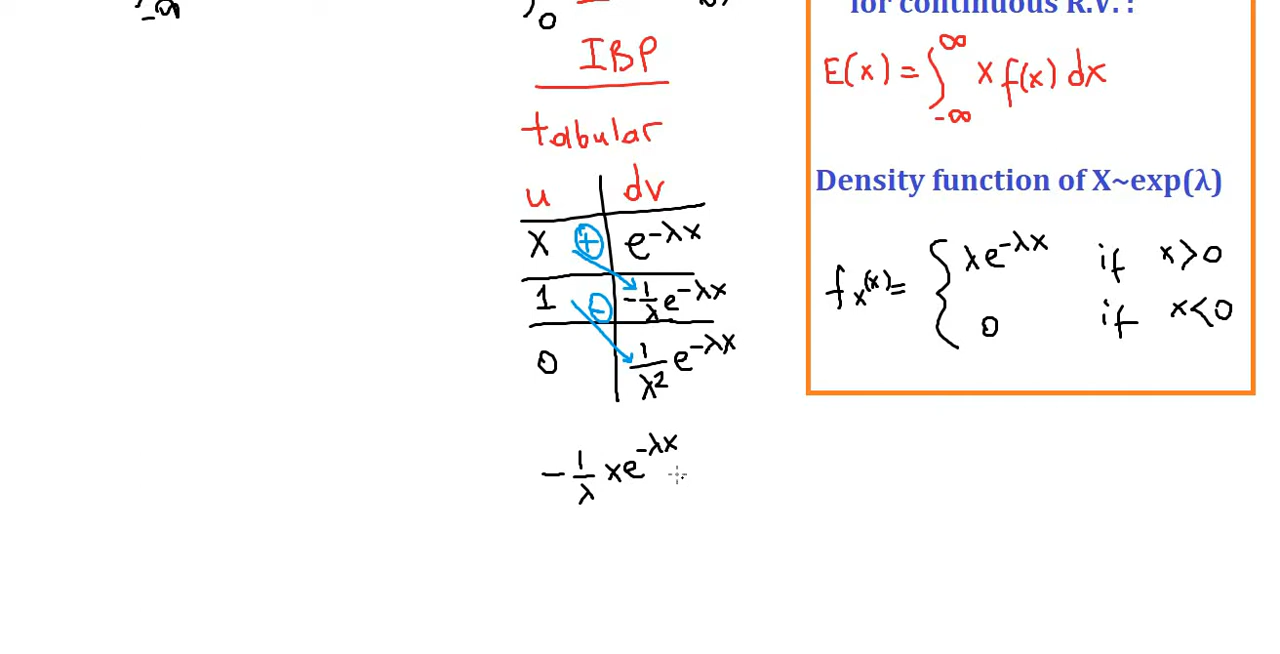 IBP
tabular
u dv
x + e^{-λx}
1 - -1/λ e^{-λx}
0 1/λ² e^{-λx}
-1/λ xe^{-λx}
for continuous R.V.:
E(x) = ∫_{-∞}^{∞} x f(x) dx
Density function of X~exp(λ)
f_x(x) = { λe^{-λx} if x>0
0 if x<0